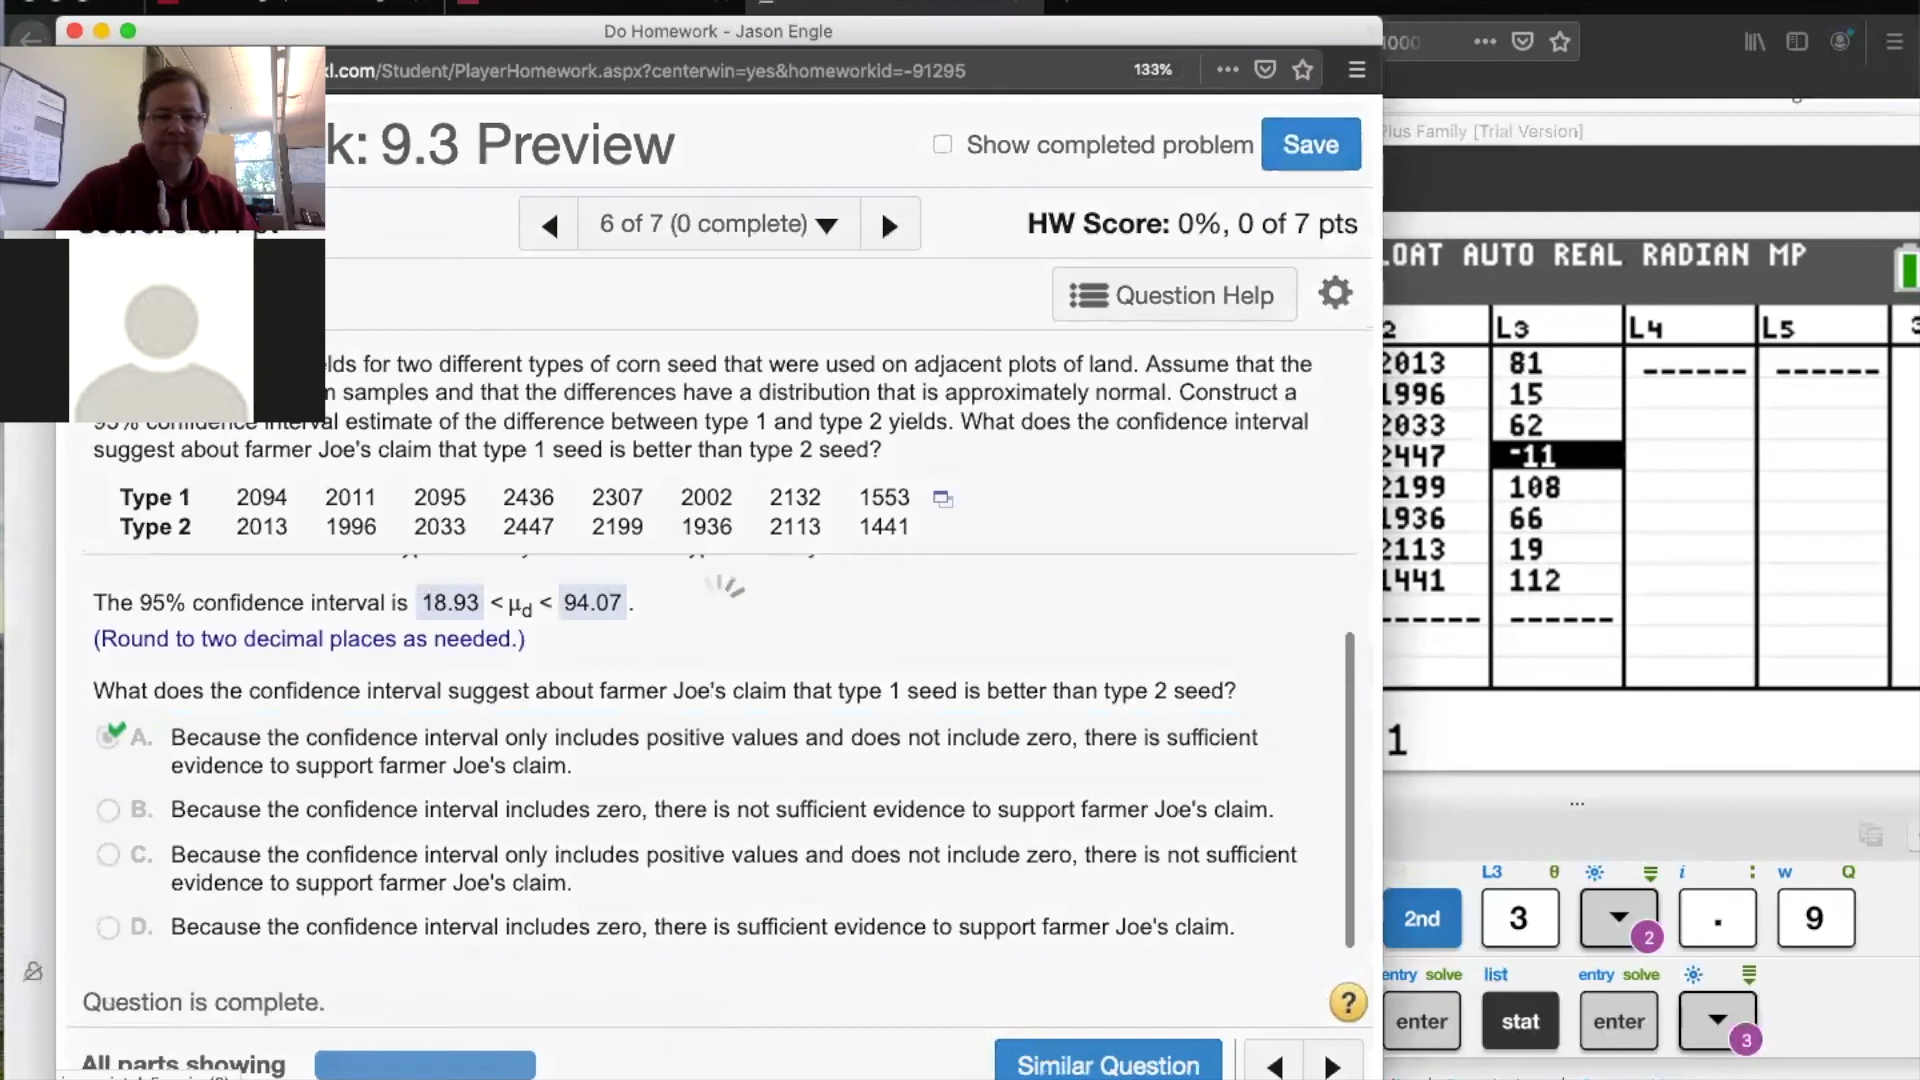 Do Homework - Jason Engle
kl.com/Student/PlayerHomework.aspx?centerwin=yes&homeworkid=-91295
133%
1000
k: 9.3 Preview
Show completed problem
Save
6 of 7 (0 complete)
HW Score: 0%, 0 of 7 pts
Question Help
lds for two different types of corn seed that were used on adjacent plots of land. Assume that the
samples and that the differences have a distribution that is approximately normal. Construct a
95% confidence interval estimate of the difference between type 1 and type 2 yields. What does the confidence interval
suggest about farmer Joe's claim that type 1 seed is better than type 2 seed?
Type 1 2094 2011 2095 2436 2307 2002 2132 1553
Type 2 2013 1996 2033 2447 2199 1936 2113 1441
The 95% confidence interval is 18.93 < μd < 94.07 .
(Round to two decimal places as needed.)
What does the confidence interval suggest about farmer Joe's claim that type 1 seed is better than type 2 seed?
A. Because the confidence interval only includes positive values and does not include zero, there is sufficient
evidence to support farmer Joe's claim.
B. Because the confidence interval includes zero, there is not sufficient evidence to support farmer Joe's claim.
C. Because the confidence interval only includes positive values and does not include zero, there is not sufficient
evidence to support farmer Joe's claim.
D. Because the confidence interval includes zero, there is sufficient evidence to support farmer Joe's claim.
Question is complete.
?
All parts showing
Similar Question
Plus Family [Trial Version]
LOAT AUTO REAL RADIAN MP
2 L3 L4 L5 3
2013 81 ------ ------
1996 15
2033 62
2447 -11
2199 108
1936 66
2113 19
1441 112
------ ------
1
...
L3 θ i : w Q
2nd 3 2 . 9
entry solve list entry solve
enter stat enter 3